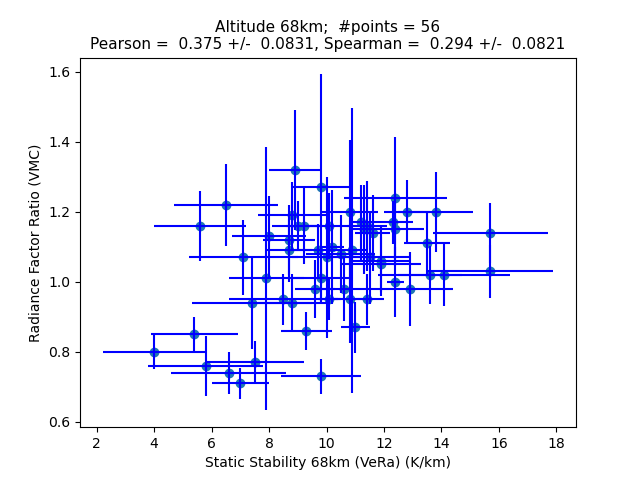 Altitude 68km;  #points = 56
Pearson =  0.375 +/-  0.0831, Spearman =  0.294 +/-  0.0821
1.6
1.4
1.2
1.0
0.8
0.6
Radiance Factor Ratio (VMC)
2 4 6 8 10 12 14 16 18
Static Stability 68km (VeRa) (K/km)